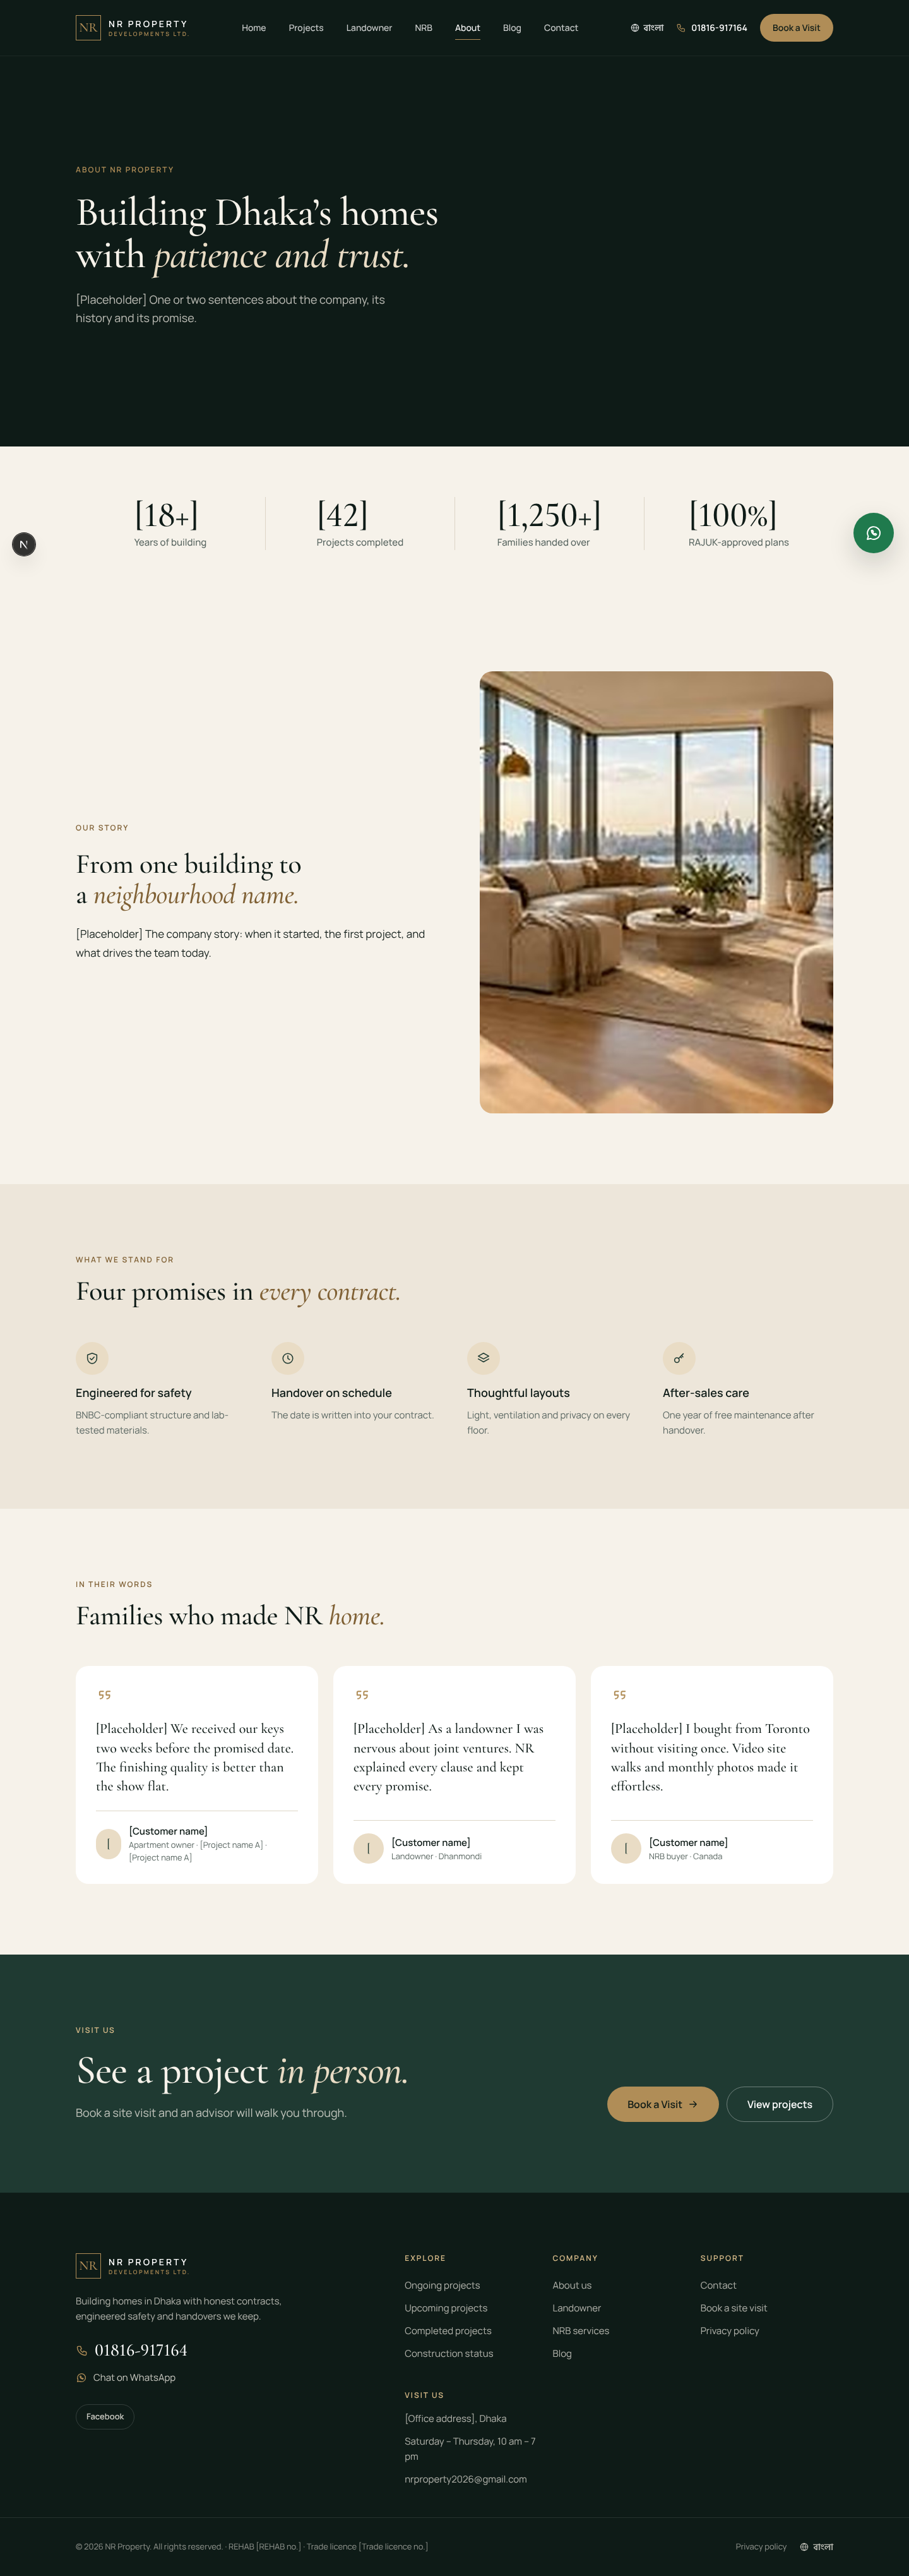 NR
NR PROPERTY
DEVELOPMENTS LTD.
Home
Projects
Landowner
NRB
About
Blog
Contact
বাংলা
01816-917164
Book a Visit
ABOUT NR PROPERTY
Building Dhaka’s homes
with patience and trust.
[Placeholder] One or two sentences about the company, its
history and its promise.
[18+]
Years of building
[42]
Projects completed
[1,250+]
Families handed over
[100%]
RAJUK-approved plans
N
OUR STORY
From one building to
a neighbourhood name.
[Placeholder] The company story: when it started, the first project, and
what drives the team today.
WHAT WE STAND FOR
Four promises in every contract.
Engineered for safety
BNBC-compliant structure and lab-
tested materials.
Handover on schedule
The date is written into your contract.
Thoughtful layouts
Light, ventilation and privacy on every
floor.
After-sales care
One year of free maintenance after
handover.
IN THEIR WORDS
Families who made NR home.
[Placeholder] We received our keys
two weeks before the promised date.
The finishing quality is better than
the show flat.
[
[Customer name]
Apartment owner · [Project name A] ·
[Project name A]
[Placeholder] As a landowner I was
nervous about joint ventures. NR
explained every clause and kept
every promise.
[
[Customer name]
Landowner · Dhanmondi
[Placeholder] I bought from Toronto
without visiting once. Video site
walks and monthly photos made it
effortless.
[
[Customer name]
NRB buyer · Canada
VISIT US
See a project in person.
Book a site visit and an advisor will walk you through.
Book a Visit →
View projects
NR
NR PROPERTY
DEVELOPMENTS LTD.
Building homes in Dhaka with honest contracts,
engineered safety and handovers we keep.
01816-917164
Chat on WhatsApp
Facebook
EXPLORE
Ongoing projects
Upcoming projects
Completed projects
Construction status
COMPANY
About us
Landowner
NRB services
Blog
SUPPORT
Contact
Book a site visit
Privacy policy
VISIT US
[Office address], Dhaka
Saturday – Thursday, 10 am – 7
pm
nrproperty2026@gmail.com
© 2026 NR Property. All rights reserved. · REHAB [REHAB no.] · Trade licence [Trade licence no.]
Privacy policy
বাংলা